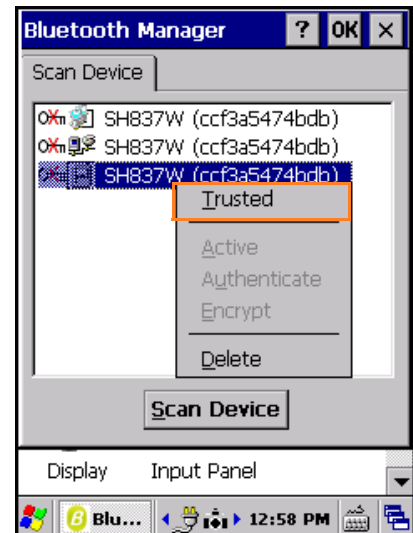 Bluetooth Manager ? OK ×
Scan Device
SH837W (ccf3a5474bdb)
SH837W (ccf3a5474bdb)
SH837W (ccf3a5474bdb)
Trusted
Active
Authenticate
Encrypt
Delete
Scan Device
Display Input Panel
Blu... 12:58 PM